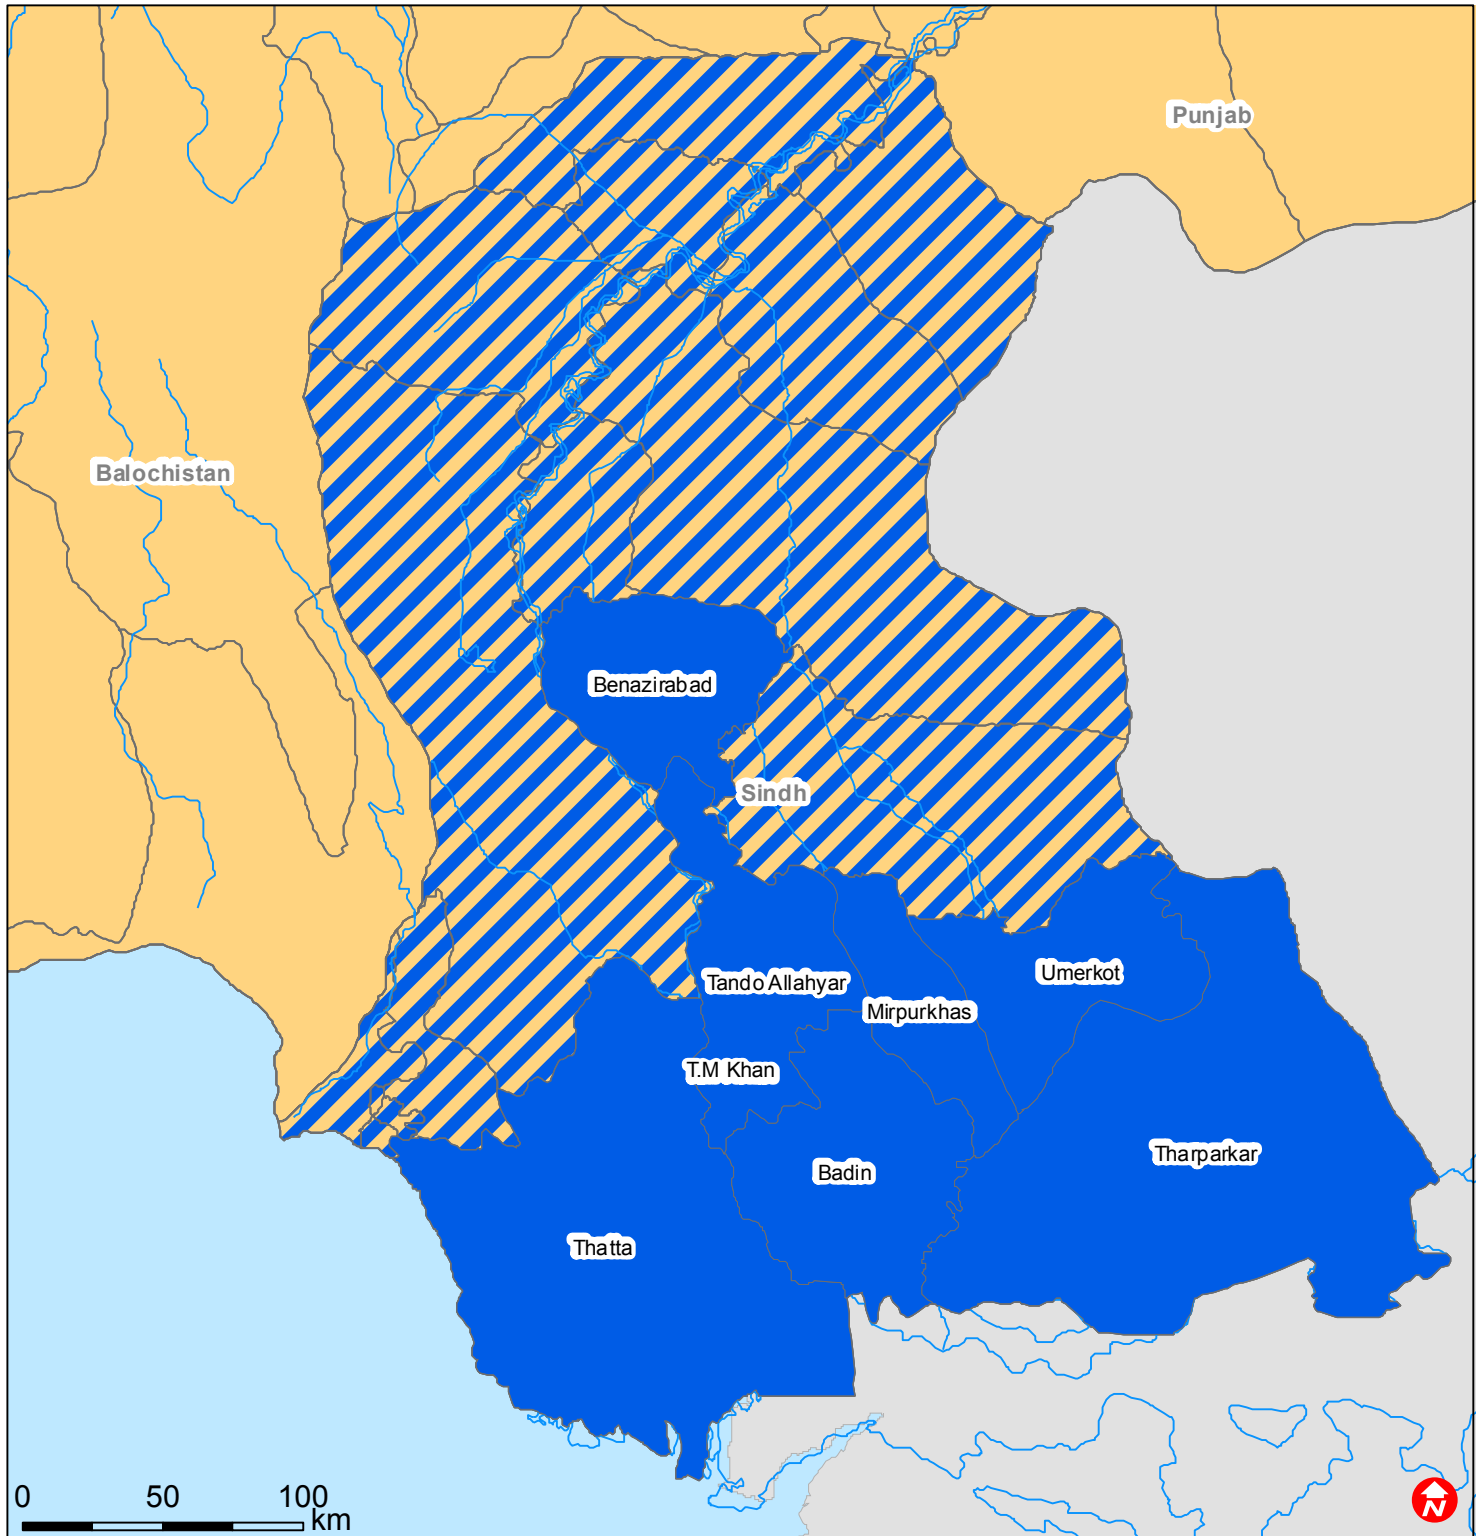 Punjab
Balochistan
Benazirabad
Sindh
Umerkot
Tando Allahyar
Mirpurkhas
T.M Khan
Tharparkar
Badin
Thatta
0 50 100
km
N